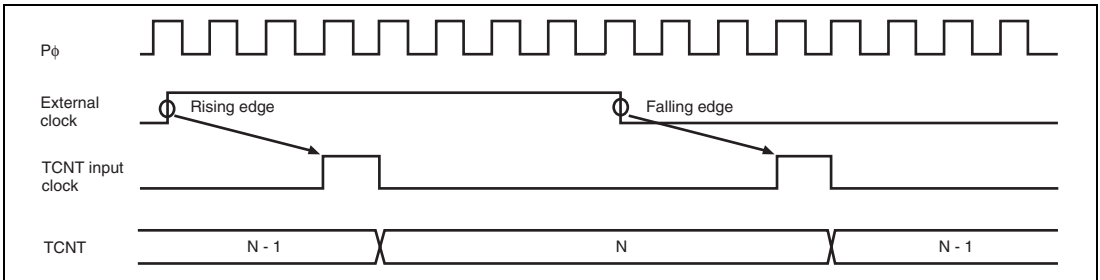 Pφ
External
clock
Rising edge
Falling edge
TCNT input
clock
TCNT
N - 1
N
N - 1